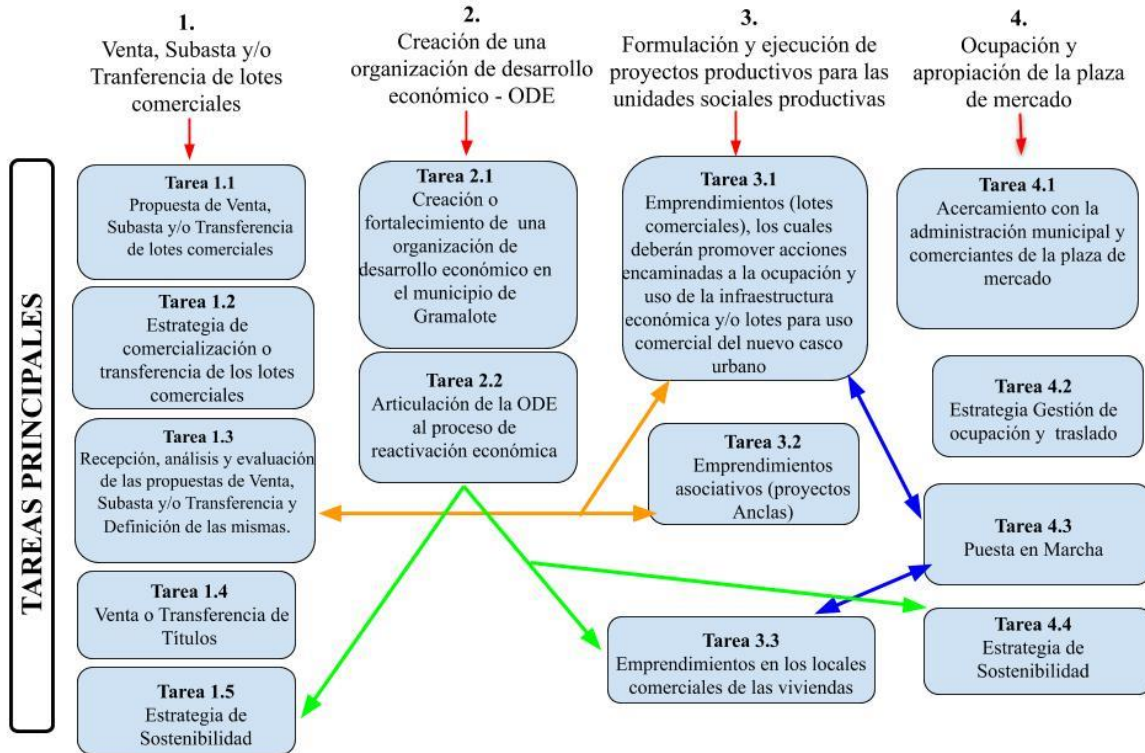 TAREAS PRINCIPALES
1.
Venta, Subasta y/o
Tranferencia de lotes
comerciales
Tarea 1.1
Propuesta de Venta,
Subasta y/o Transferencia
de lotes comerciales
Tarea 1.2
Estrategia de
comercialización o
transferencia de los lotes
comerciales
Tarea 1.3
Recepción, análisis y evaluación
de las propuestas de Venta,
Subasta y/o Transferencia y
Definición de las mismas.
Tarea 1.4
Venta o Transferencia de
Títulos
Tarea 1.5
Estrategia de
Sostenibilidad
2.
Creación de una
organización de desarrollo
económico - ODE
Tarea 2.1
Creación o
fortalecimiento de una
organización de
desarrollo económico en
el municipio de
Gramalote
Tarea 2.2
Articulación de la ODE
al proceso de
reactivación económica
3.
Formulación y ejecución de
proyectos productivos para las
unidades sociales productivas
Tarea 3.1
Emprendimientos (lotes
comerciales), los cuales
deberán promover acciones
encaminadas a la ocupación y
uso de la infraestructura
económica y/o lotes para uso
comercial del nuevo casco
urbano
Tarea 3.2
Emprendimientos
asociativos (proyectos
Anclas)
Tarea 3.3
Emprendimientos en los locales
comerciales de las viviendas
4.
Ocupación y
apropiación de la plaza
de mercado
Tarea 4.1
Acercamiento con la
administración municipal y
comerciantes de la plaza de
mercado
Tarea 4.2
Estrategia Gestión de
ocupación y traslado
Tarea 4.3
Puesta en Marcha
Tarea 4.4
Estrategia de
Sostenibilidad